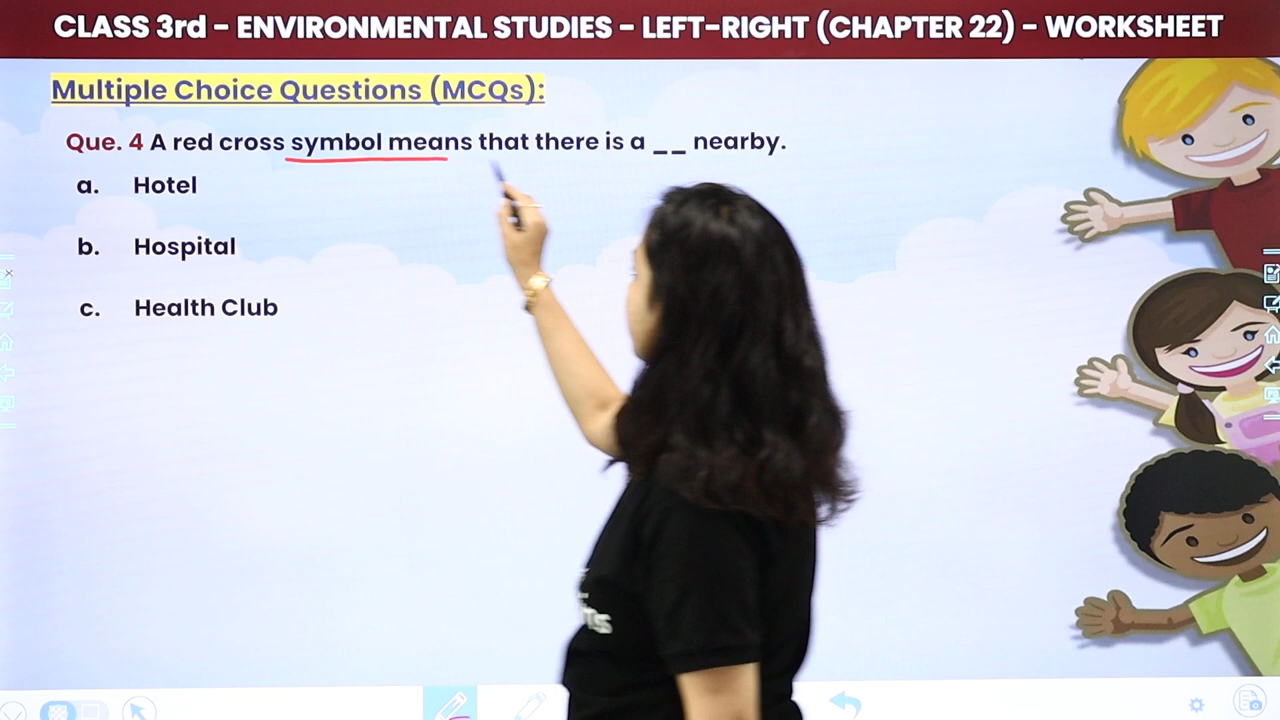 CLASS 3rd - ENVIRONMENTAL STUDIES - LEFT-RIGHT (CHAPTER 22) - WORKSHEET
Multiple Choice Questions (MCQs):
Que. 4 A red cross symbol means that there is a __ nearby.
a. Hotel
b. Hospital
c. Health Club